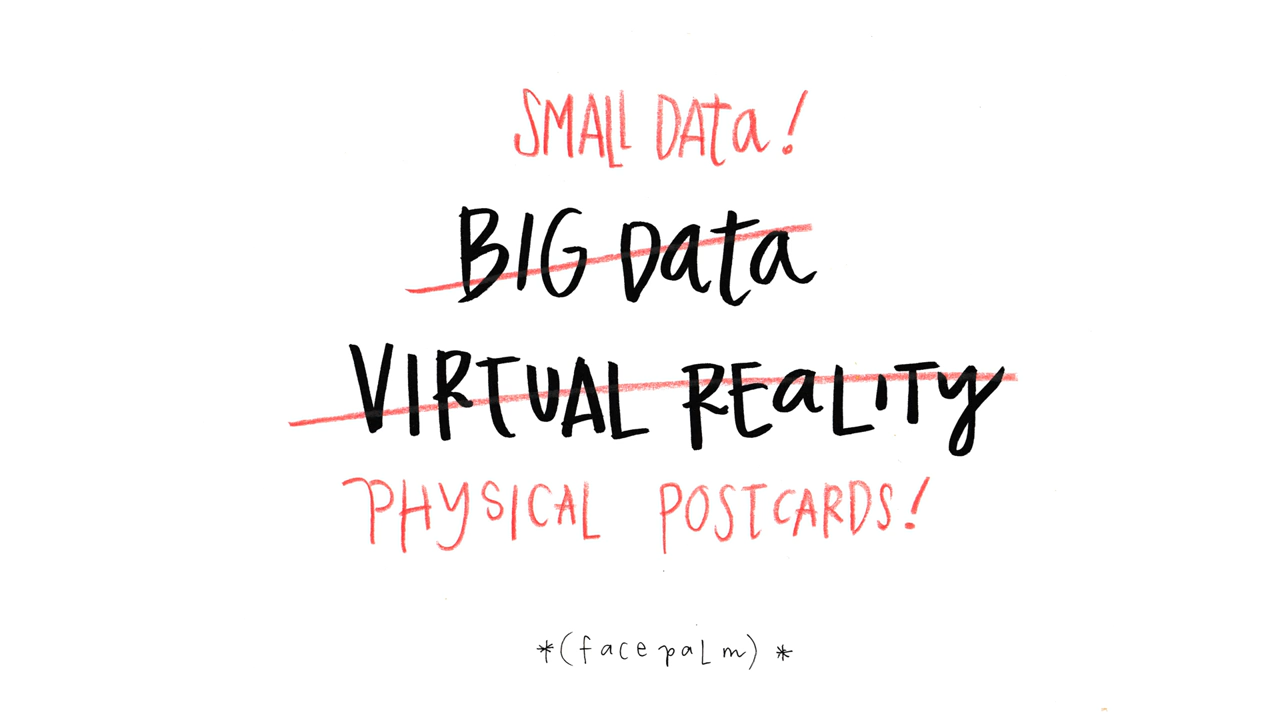 SMALL DATa!
BIG Data
VIRTUAL REaLITy
PHYSICAL POSTCARDS!
*(facepalm)*